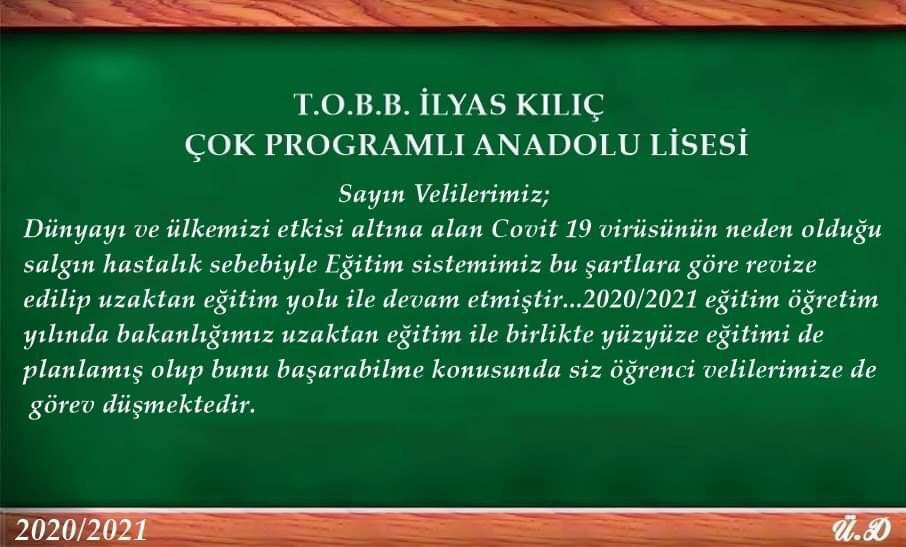 T.O.B.B. İLYAS KILIÇ
ÇOK PROGRAMLI ANADOLU LİSESİ
Sayın Velilerimiz;
Dünyayı ve ülkemizi etkisi altına alan Covit 19 virüsünün neden olduğu
salgın hastalık sebebiyle Eğitim sistemimiz bu şartlara göre revize
edilip uzaktan eğitim yolu ile devam etmiştir...2020/2021 eğitim öğretim
yılında bakanlığımız uzaktan eğitim ile birlikte yüzyüze eğitimi de
planlamış olup bunu başarabilme konusunda siz öğrenci velilerimize de
görev düşmektedir.
2020/2021
Ü.D